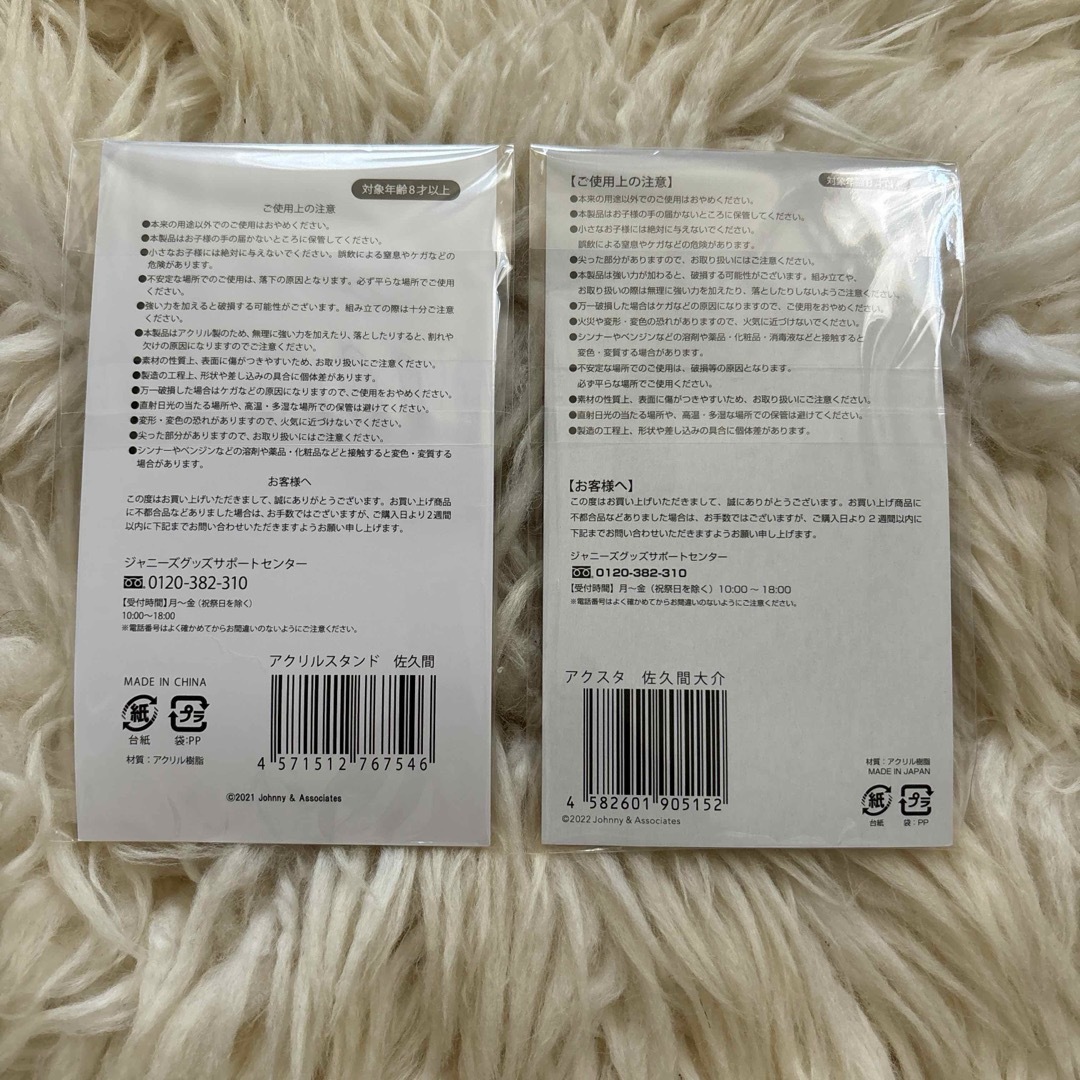 対象年齢8才以上
ご使用上の注意
●本来の用途以外でのご使用はおやめください。
●本製品はお子様の手の届かないところに保管してください。
●小さなお子様には絶対に与えないでください。誤飲による窒息やケガなどの
危険があります。
●不安定な場所でのご使用は、落下の原因となります。必ず平らな場所でご使用
ください。
●強い力を加えると破損する可能性がございます。組み立ての際は十分ご注意
ください。
●本製品はアクリル製のため、無理に強い力を加えたり、落としたりすると、割れや
欠けの原因になりますのでご注意ください。
●素材の性質上、表面に傷がつきやすいため、お取り扱いにはご注意ください。
●製造の工程上、形状や差し込みの具合に個体差があります。
●万一破損した場合はケガなどの原因になりますので、ご使用をおやめください。
●直射日光の当たる場所や、高温・多湿な場所での保管は避けてください。
●変形・変色の恐れがありますので、火気に近づけないでください。
●尖った部分がありますので、お取り扱いにはご注意ください。
●シンナーやベンジンなどの溶剤や薬品・化粧品などと接触すると変色・変質する
場合があります。
お客様へ
この度はお買い上げいただきまして、誠にありがとうございます。お買い上げ商品
に不都合品などありました場合は、お手数ではございますが、ご購入日より2週間
以内に下記までお問い合わせいただきますようお願い申し上げます。
ジャニーズグッズサポートセンター
0120-382-310
【受付時間】月〜金（祝祭日を除く）
10:00〜18:00
※電話番号はよく確かめてからお間違いのないようにご注意ください。
アクリルスタンド 佐久間
MADE IN CHINA
紙 プラ
台紙 袋:PP
材質：アクリル樹脂
4 571512 767546
©2021 Johnny & Associates
【ご使用上の注意】
対象年齢8才以上
●本来の用途以外でのご使用はおやめください。
●本製品はお子様の手の届かないところに保管してください。
●小さなお子様には絶対に与えないでください。
誤飲による窒息やケガなどの危険があります。
●尖った部分がありますので、お取り扱いにはご注意ください。
●本製品は強い力が加わると、破損する可能性がございます。組み立てや、
お取り扱いの際は無理に強い力を加えたり、落としたりしないようご注意ください。
●万一破損した場合はケガなどの原因になりますので、ご使用をおやめください。
●火災や変形・変色の恐れがありますので、火気に近づけないでください。
●シンナーやベンジンなどの溶剤や薬品・化粧品・消毒液などと接触すると
変色・変質する場合があります。
●不安定な場所でのご使用は、破損等の原因となります。
必ず平らな場所でご使用ください。
●素材の性質上、表面に傷がつきやすいため、お取り扱いにはご注意ください。
●直射日光の当たる場所や、高温・多湿な場所での保管は避けてください。
●製造の工程上、形状や差し込みの具合に個体差があります。
【お客様へ】
この度はお買い上げいただきまして、誠にありがとうございます。お買い上げ商品に
不都合品などありました場合は、お手数ではございますが、ご購入日より2週間以内に
下記までお問い合わせいただきますようお願い申し上げます。
ジャニーズグッズサポートセンター
0120-382-310
【受付時間】月〜金（祝祭日を除く）10:00〜18:00
※電話番号はよく確かめてからお間違いのないようにご注意ください。
アクスタ 佐久間大介
4 582601 905152
©2022 Johnny & Associates
材質：アクリル樹脂
MADE IN JAPAN
紙 プラ
台紙 袋：PP